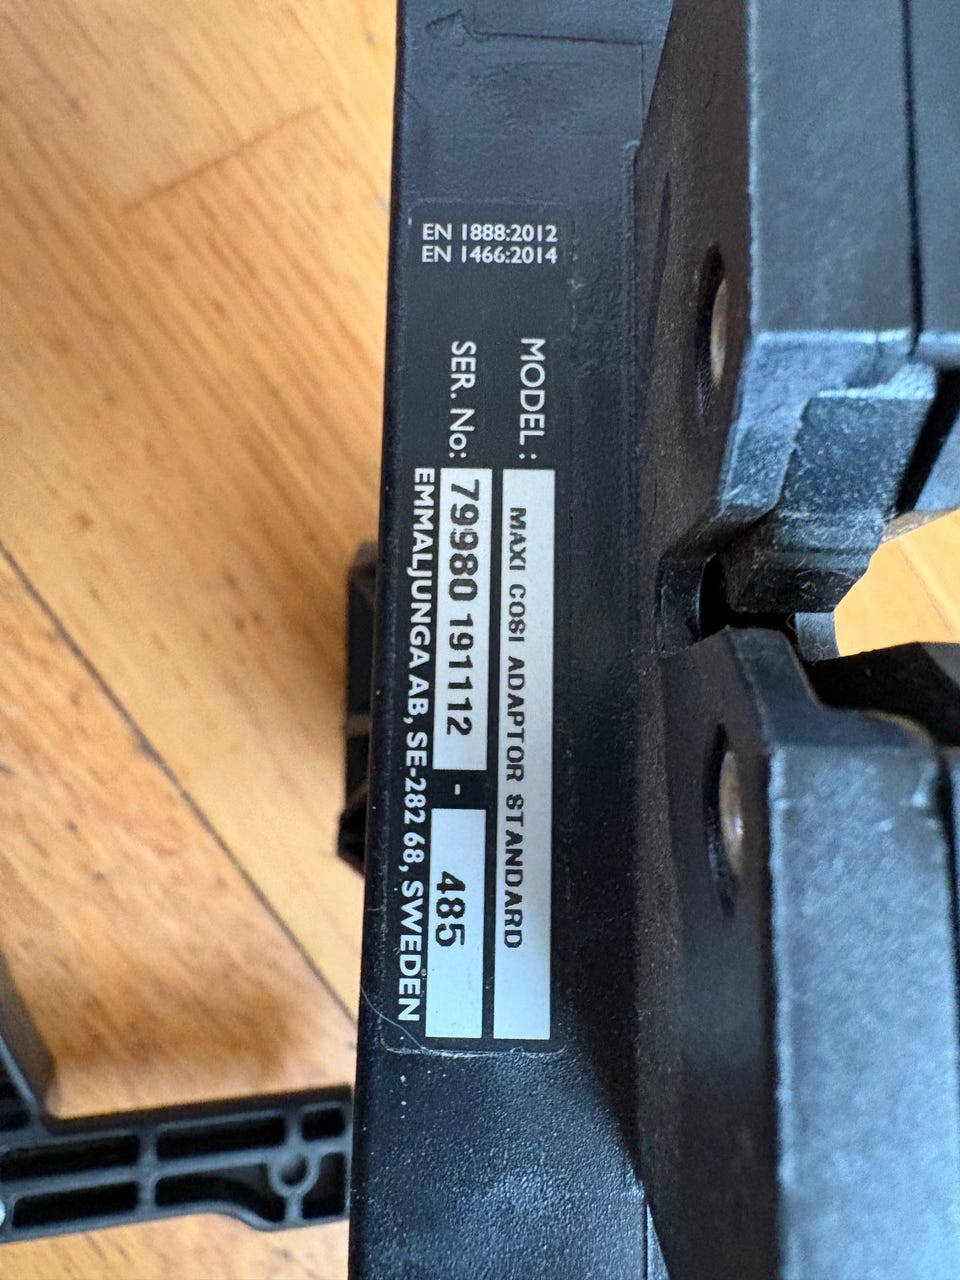 EN 1888:2012
EN 1466:2014
MODEL: MAXI COSI ADAPTOR STANDARD
SER. No: 79980 191112 - 485
EMMALJUNGA AB, SE-282 68, SWEDEN